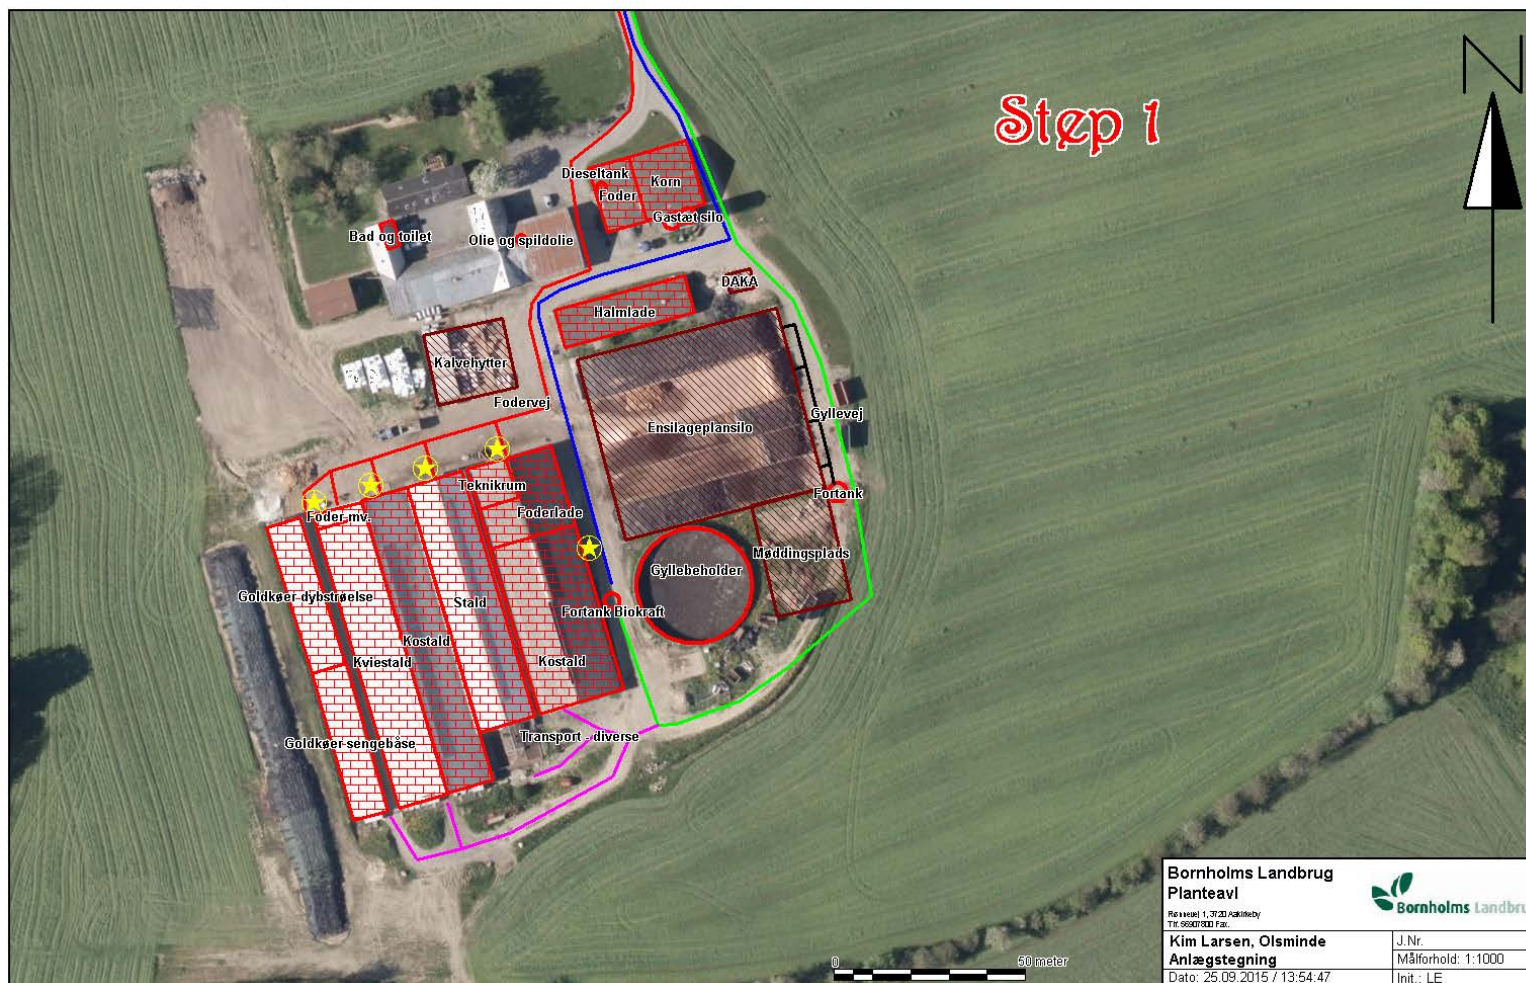 Step 1
N
Dieseltank
Foder
Korn
Gastæt silo
Bad og toilet
Olie og spildolie
DAKA
Halmlade
Kalvehytter
Fodervej
Gyllevej
Ensilageplansilo
Teknikrum
Fortank
Foder mv.
Foderlade
Møddingsplads
Gyllebeholder
Goldkøer dybstrøelse
Stald
Fortank Biokraft
Kostald
Kviestald
Kostald
Goldkøer sengebåse
Transport - diverse
0 50 meter
Bornholms Landbrug
Planteavl
Bornholms Landbru
Kim Larsen, Olsminde
Anlægstegning
Dato: 25.09.2015 / 13:54:47
J.Nr.
Målforhold: 1:1000
Init.: LE